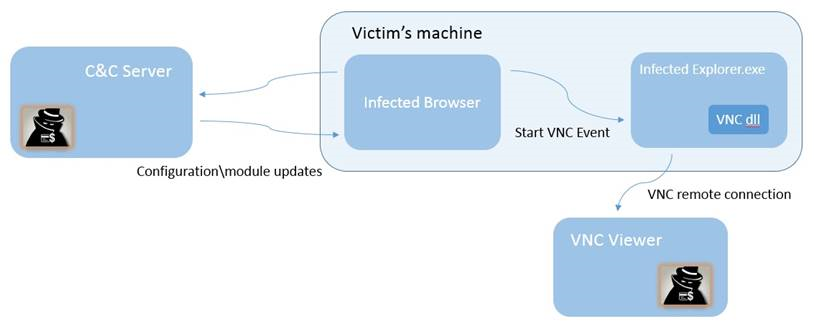 Victim's machine
C&C Server
Infected Browser
Infected Explorer.exe
VNC dll
Start VNC Event
Configuration\module updates
VNC remote connection
VNC Viewer